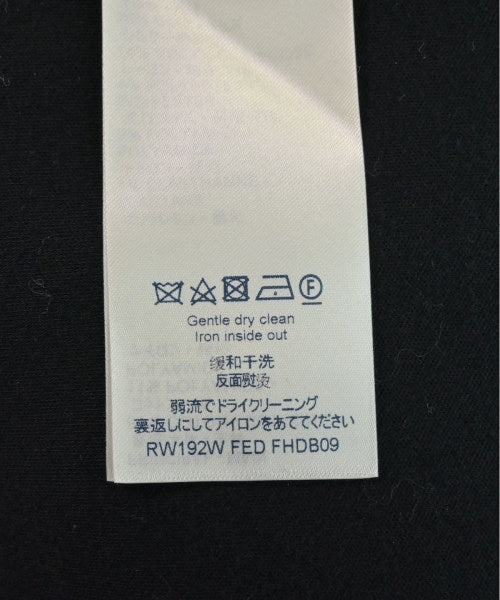 Gentle dry clean
Iron inside out
缓和干洗
反面熨烫
弱流でドライクリーニング
裏返しにしてアイロンをあててください
RW192W FED FHDB09